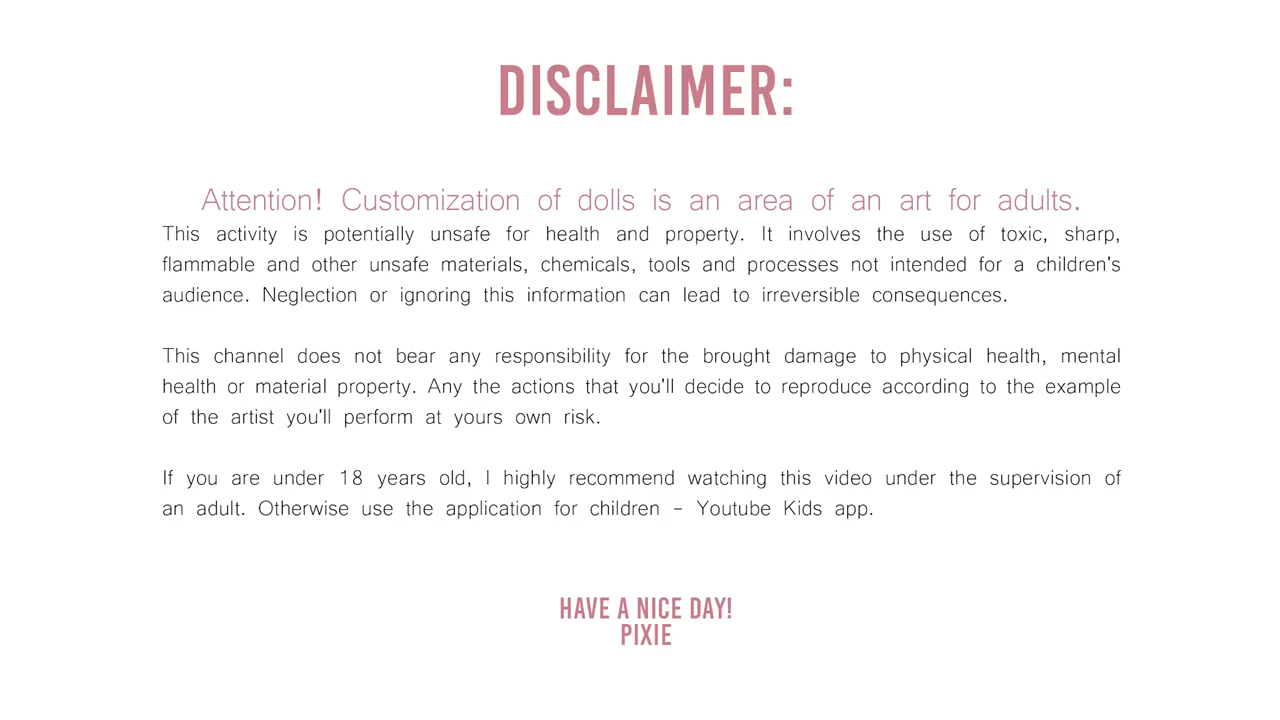 DISCLAIMER:
Attention! Customization of dolls is an area of an art for adults.
This activity is potentially unsafe for health and property. It involves the use of toxic, sharp,
flammable and other unsafe materials, chemicals, tools and processes not intended for a children's
audience. Neglection or ignoring this information can lead to irreversible consequences.
This channel does not bear any responsibility for the brought damage to physical health, mental
health or material property. Any the actions that you'll decide to reproduce according to the example
of the artist you'll perform at yours own risk.
If you are under 18 years old, I highly recommend watching this video under the supervision of
an adult. Otherwise use the application for children - Youtube Kids app.
HAVE A NICE DAY!
PIXIE